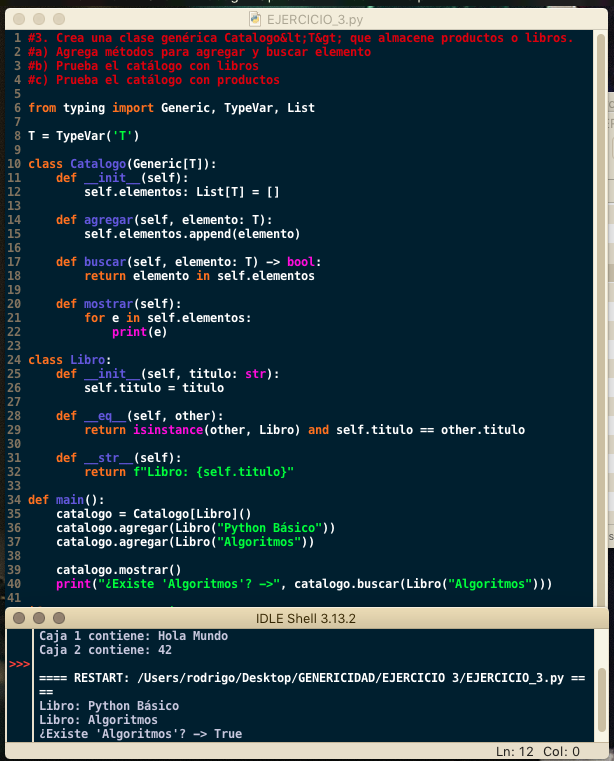 EJERCICIO_3.py
1 #3. Crea una clase genérica Catalogo&lt;T&gt; que almacene productos o libros.
2 #a) Agrega métodos para agregar y buscar elemento
3 #b) Prueba el catálogo con libros
4 #c) Prueba el catálogo con productos
5
6 from typing import Generic, TypeVar, List
7
8 T = TypeVar('T')
9
10 class Catalogo(Generic[T]):
11     def __init__(self):
12         self.elementos: List[T] = []
13
14     def agregar(self, elemento: T):
15         self.elementos.append(elemento)
16
17     def buscar(self, elemento: T) -> bool:
18         return elemento in self.elementos
19
20     def mostrar(self):
21         for e in self.elementos:
22             print(e)
23
24 class Libro:
25     def __init__(self, titulo: str):
26         self.titulo = titulo
27
28     def __eq__(self, other):
29         return isinstance(other, Libro) and self.titulo == other.titulo
30
31     def __str__(self):
32         return f"Libro: {self.titulo}"
33
34 def main():
35     catalogo = Catalogo[Libro]()
36     catalogo.agregar(Libro("Python Básico"))
37     catalogo.agregar(Libro("Algoritmos"))
38
39     catalogo.mostrar()
40     print("¿Existe 'Algoritmos'? ->", catalogo.buscar(Libro("Algoritmos")))
41
IDLE Shell 3.13.2
Caja 1 contiene: Hola Mundo
Caja 2 contiene: 42
>>>
==== RESTART: /Users/rodrigo/Desktop/GENERICIDAD/EJERCICIO 3/EJERCICIO_3.py ==
==
Libro: Python Básico
Libro: Algoritmos
¿Existe 'Algoritmos'? -> True
Ln: 12 Col: 0